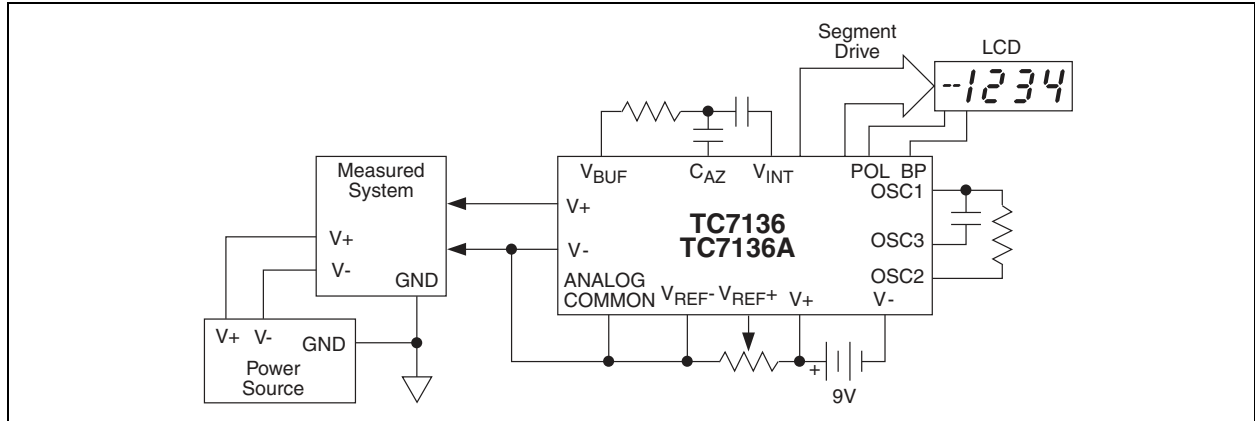 Segment
Drive
LCD
--1234
VBUF
CAZ
VINT
POL BP
OSC1
OSC3
OSC2
V-
V+
V-
TC7136
TC7136A
ANALOG
COMMON
VREF- VREF+ V+
Measured
System
V+
V-
GND
V+ V-
GND
Power
Source
+
9V